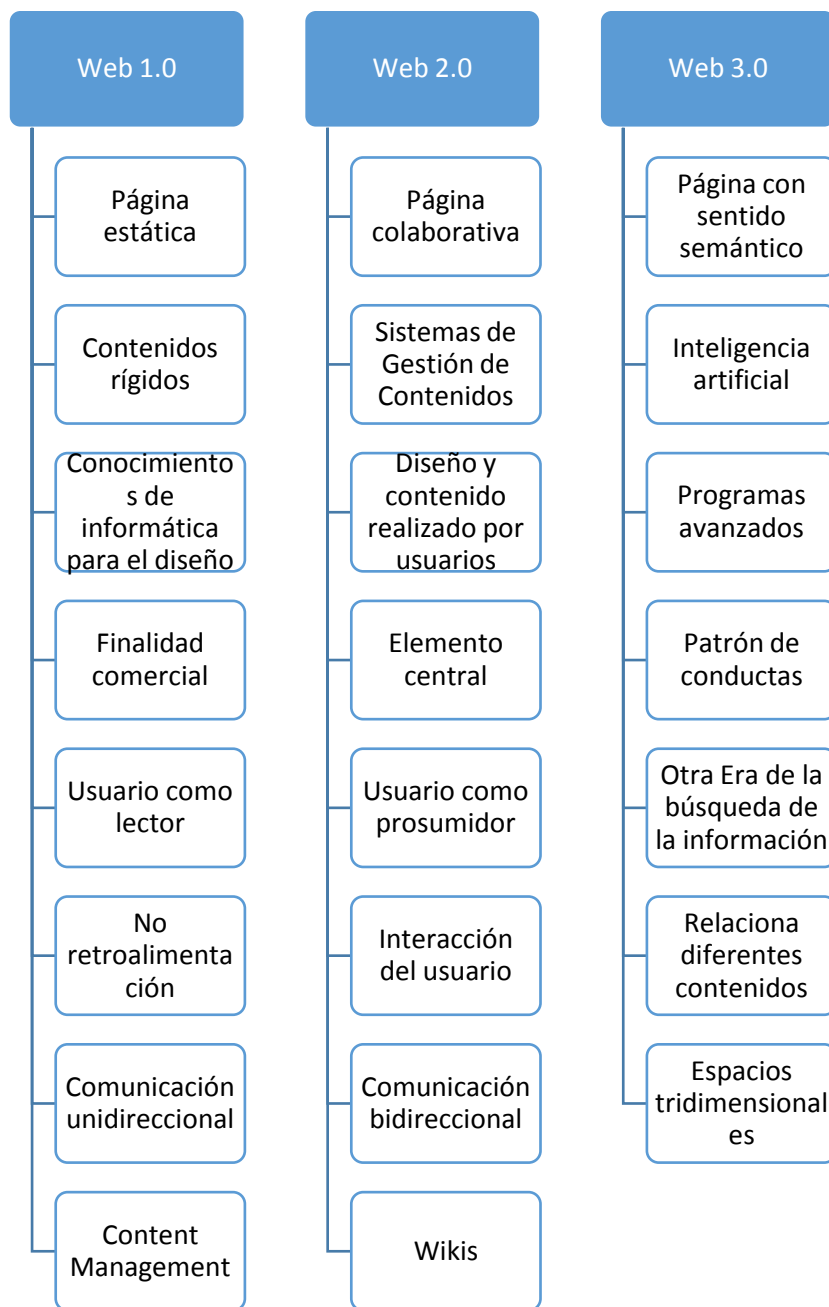 Web 1.0
Página
estática
Contenidos
rígidos
Conocimiento
s de
informática
para el diseño
Finalidad
comercial
Usuario como
lector
No
retroalimenta
ción
Comunicación
unidireccional
Content
Management
Web 2.0
Página
colaborativa
Sistemas de
Gestión de
Contenidos
Diseño y
contenido
realizado por
usuarios
Elemento
central
Usuario como
prosumidor
Interacción
del usuario
Comunicación
bidireccional
Wikis
Web 3.0
Página con
sentido
semántico
Inteligencia
artificial
Programas
avanzados
Patrón de
conductas
Otra Era de la
búsqueda de
la información
Relaciona
diferentes
contenidos
Espacios
tridimensional
es